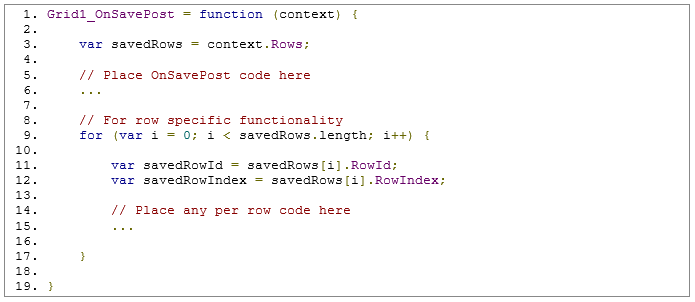 1. Grid1_OnSavePost = function (context) {
2.
3.     var savedRows = context.Rows;
4.
5.     // Place OnSavePost code here
6.     ...
7.
8.     // For row specific functionality
9.     for (var i = 0; i < savedRows.length; i++) {
10.
11.         var savedRowId = savedRows[i].RowId;
12.         var savedRowIndex = savedRows[i].RowIndex;
13.
14.         // Place any per row code here
15.         ...
16.
17.     }
18.
19. }